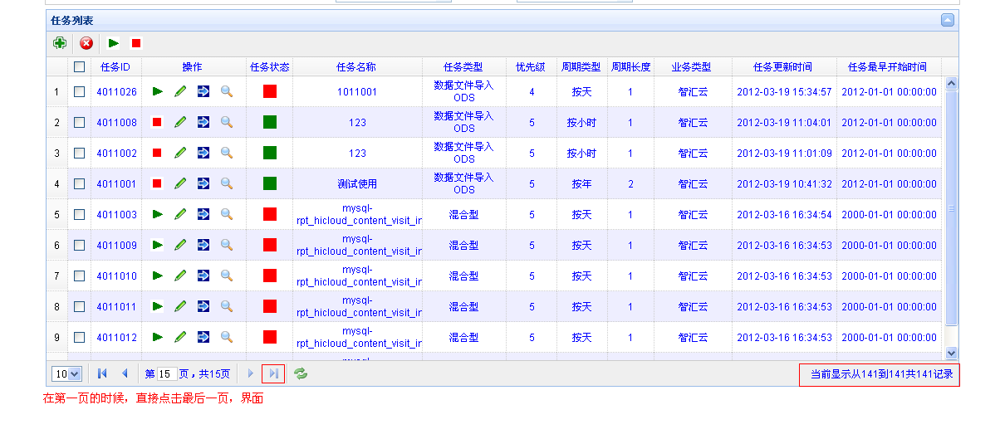 任务列表
任务ID 操作 任务状态 任务名称 任务类型 优先级 周期类型 周期长度 业务类型 任务更新时间 任务最早开始时间
1 4011026 1011001 数据文件导入ODS 4 按天 1 智汇云 2012-03-19 15:34:57 2012-01-01 00:00:00
2 4011008 123 数据文件导入ODS 5 按小时 1 智汇云 2012-03-19 11:04:01 2012-01-01 00:00:00
3 4011002 123 数据文件导入ODS 5 按小时 1 智汇云 2012-03-19 11:01:09 2012-01-01 00:00:00
4 4011001 测试使用 数据文件导入ODS 5 按年 2 智汇云 2012-03-19 10:41:32 2012-01-01 00:00:00
5 4011003 mysql-rpt_hicloud_content_visit_ir 混合型 5 按天 1 智汇云 2012-03-16 16:34:54 2000-01-01 00:00:00
6 4011009 mysql-rpt_hicloud_content_visit_ir 混合型 5 按天 1 智汇云 2012-03-16 16:34:53 2000-01-01 00:00:00
7 4011010 mysql-rpt_hicloud_content_visit_ir 混合型 5 按天 1 智汇云 2012-03-16 16:34:53 2000-01-01 00:00:00
8 4011011 mysql-rpt_hicloud_content_visit_ir 混合型 5 按天 1 智汇云 2012-03-16 16:34:53 2000-01-01 00:00:00
9 4011012 mysql-rpt_hicloud_content_visit_ir 混合型 5 按天 1 智汇云 2012-03-16 16:34:53 2000-01-01 00:00:00
10 第 15 页，共15页 当前显示从141到141共141记录
在第一页的时候，直接点击最后一页，界面